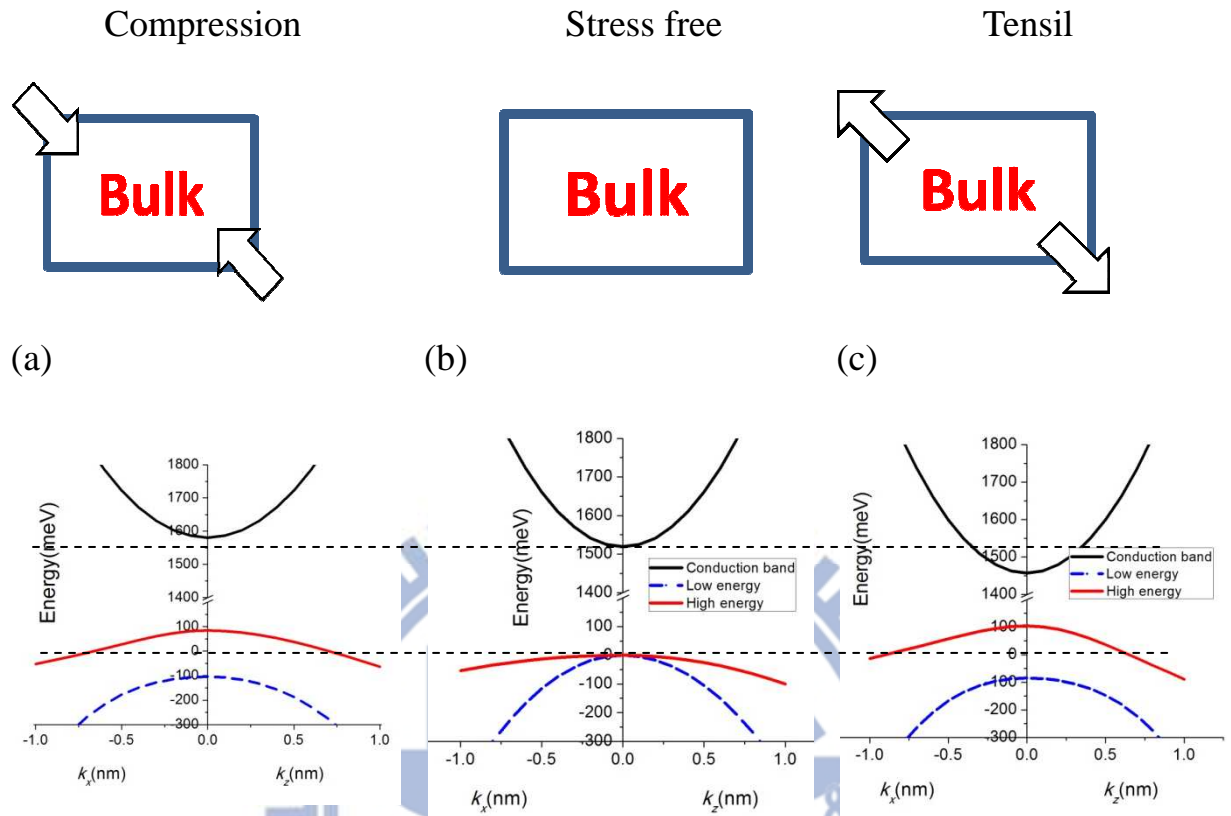 Compression
Stress free
Tensil
Bulk
Bulk
Bulk
(a)
(b)
(c)
Energy(meV)
1800
1700
1600
1500
1400
100
0
-100
-200
-300
-1.0
-0.5
0.0
0.5
1.0
kx(nm)
kz(nm)
Energy(meV)
1800
1700
1600
1500
1400
100
0
-100
-200
-300
Conduction band
Low energy
High energy
-1.0
-0.5
0.0
0.5
1.0
kx(nm)
kz(nm)
Energy(meV)
1800
1700
1600
1500
1400
100
0
-100
-200
-300
Conduction band
Low energy
High energy
-1.0
-0.5
0.0
0.5
1.0
kx(nm)
kz(nm)